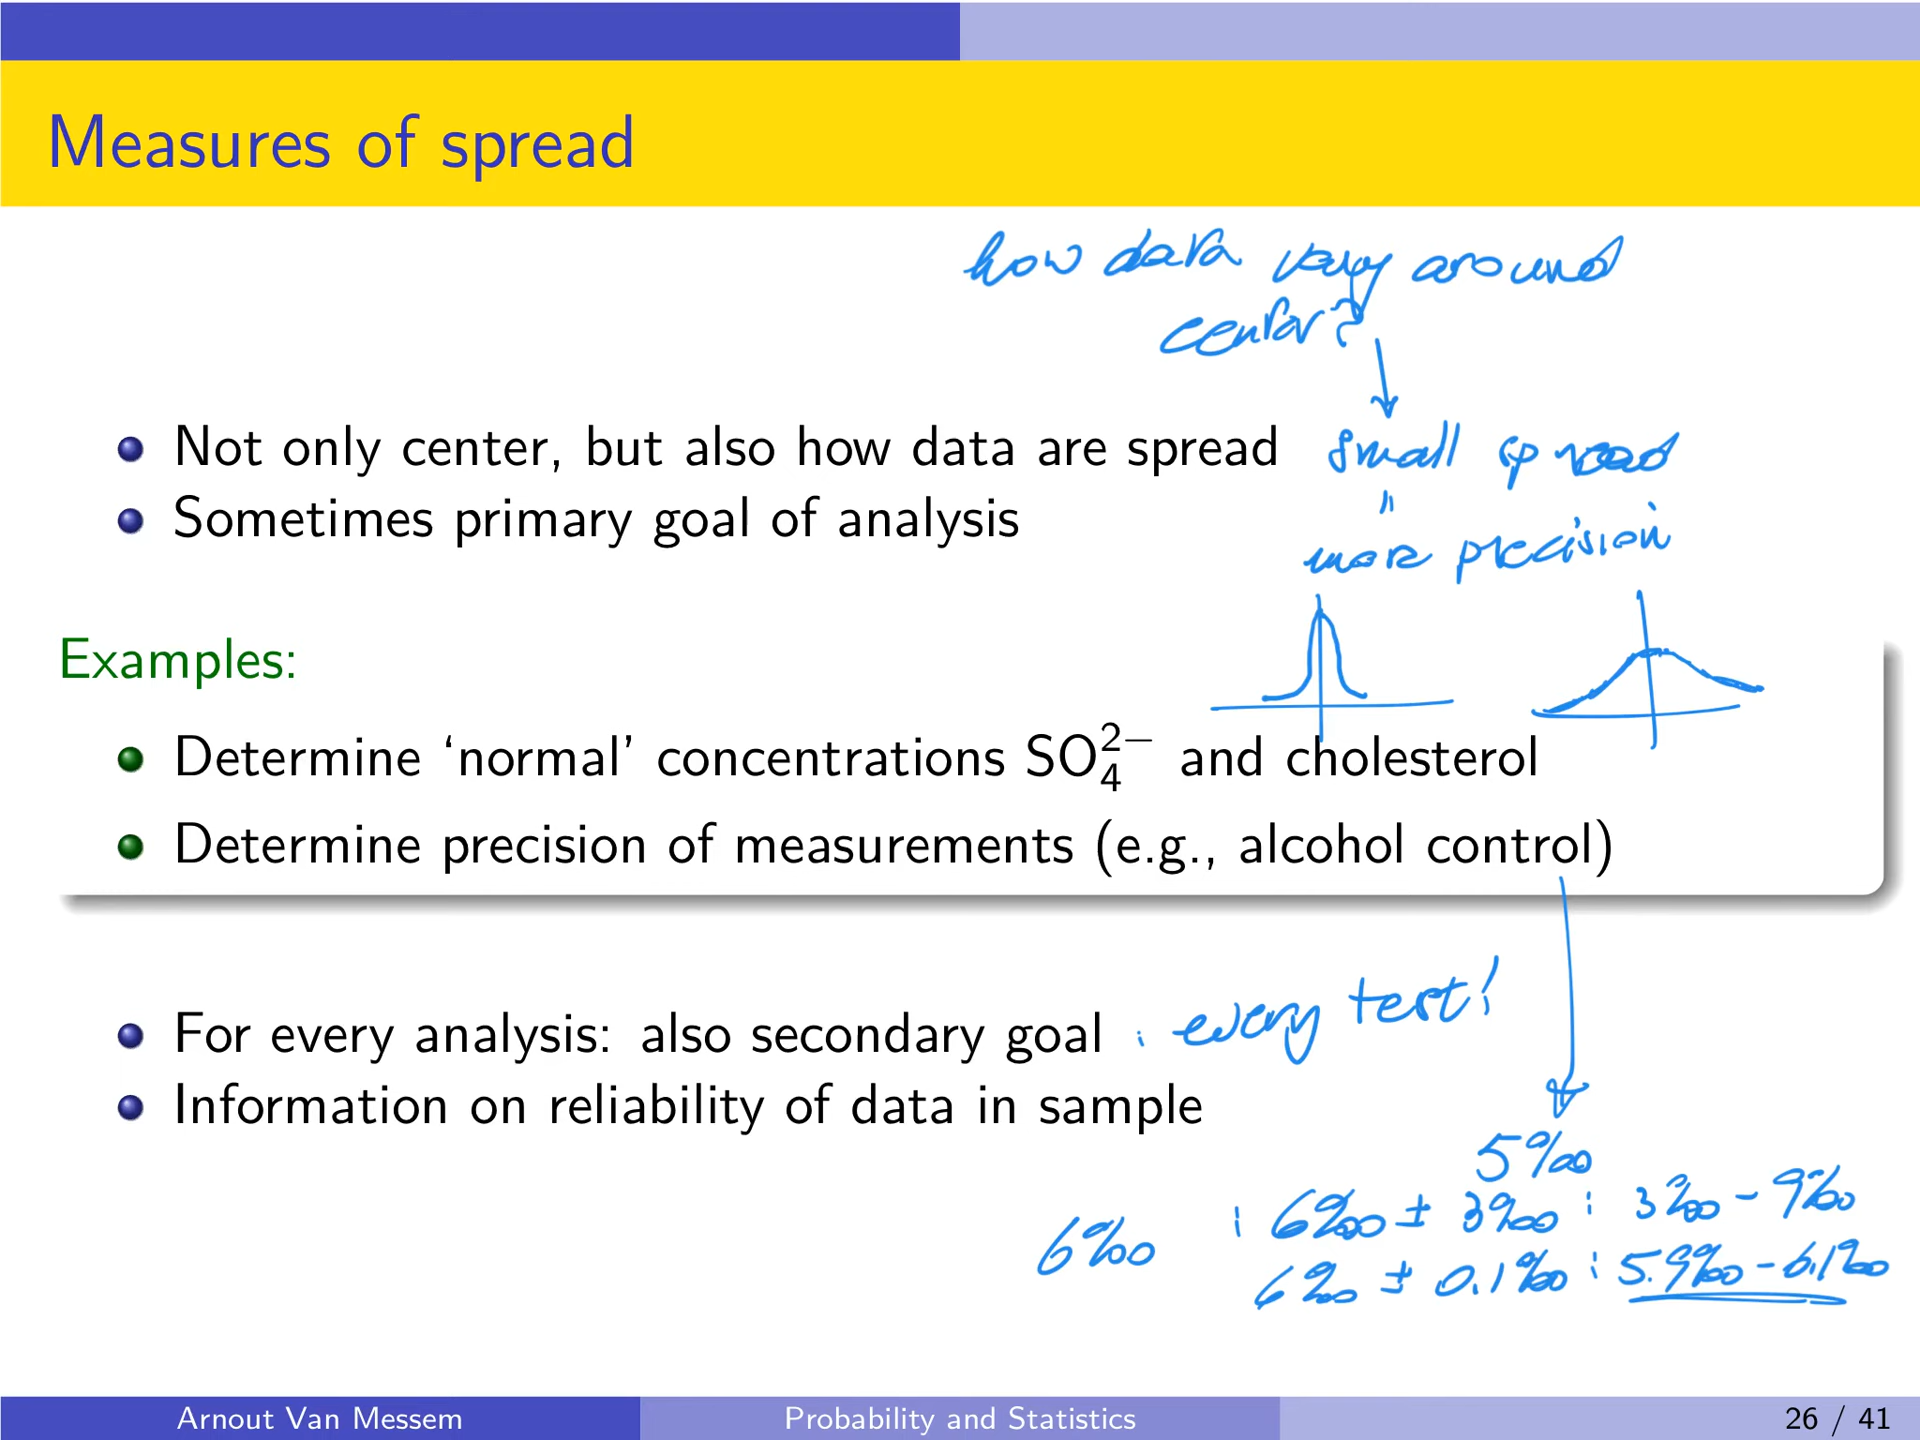 Measures of spread
how data vary around
center?
Not only center, but also how data are spread
small spread
Sometimes primary goal of analysis
"
more precision
Examples:
Determine ‘normal’ concentrations SO₄²⁻ and cholesterol
Determine precision of measurements (e.g., alcohol control)
For every analysis: also secondary goal : every test!
Information on reliability of data in sample
5‰
6‰ : 6‰ ± 3‰ : 3‰ - 9‰
6‰ ± 0.1‰ : 5.9‰ - 6.1‰
Arnout Van Messem
Probability and Statistics
26 / 41